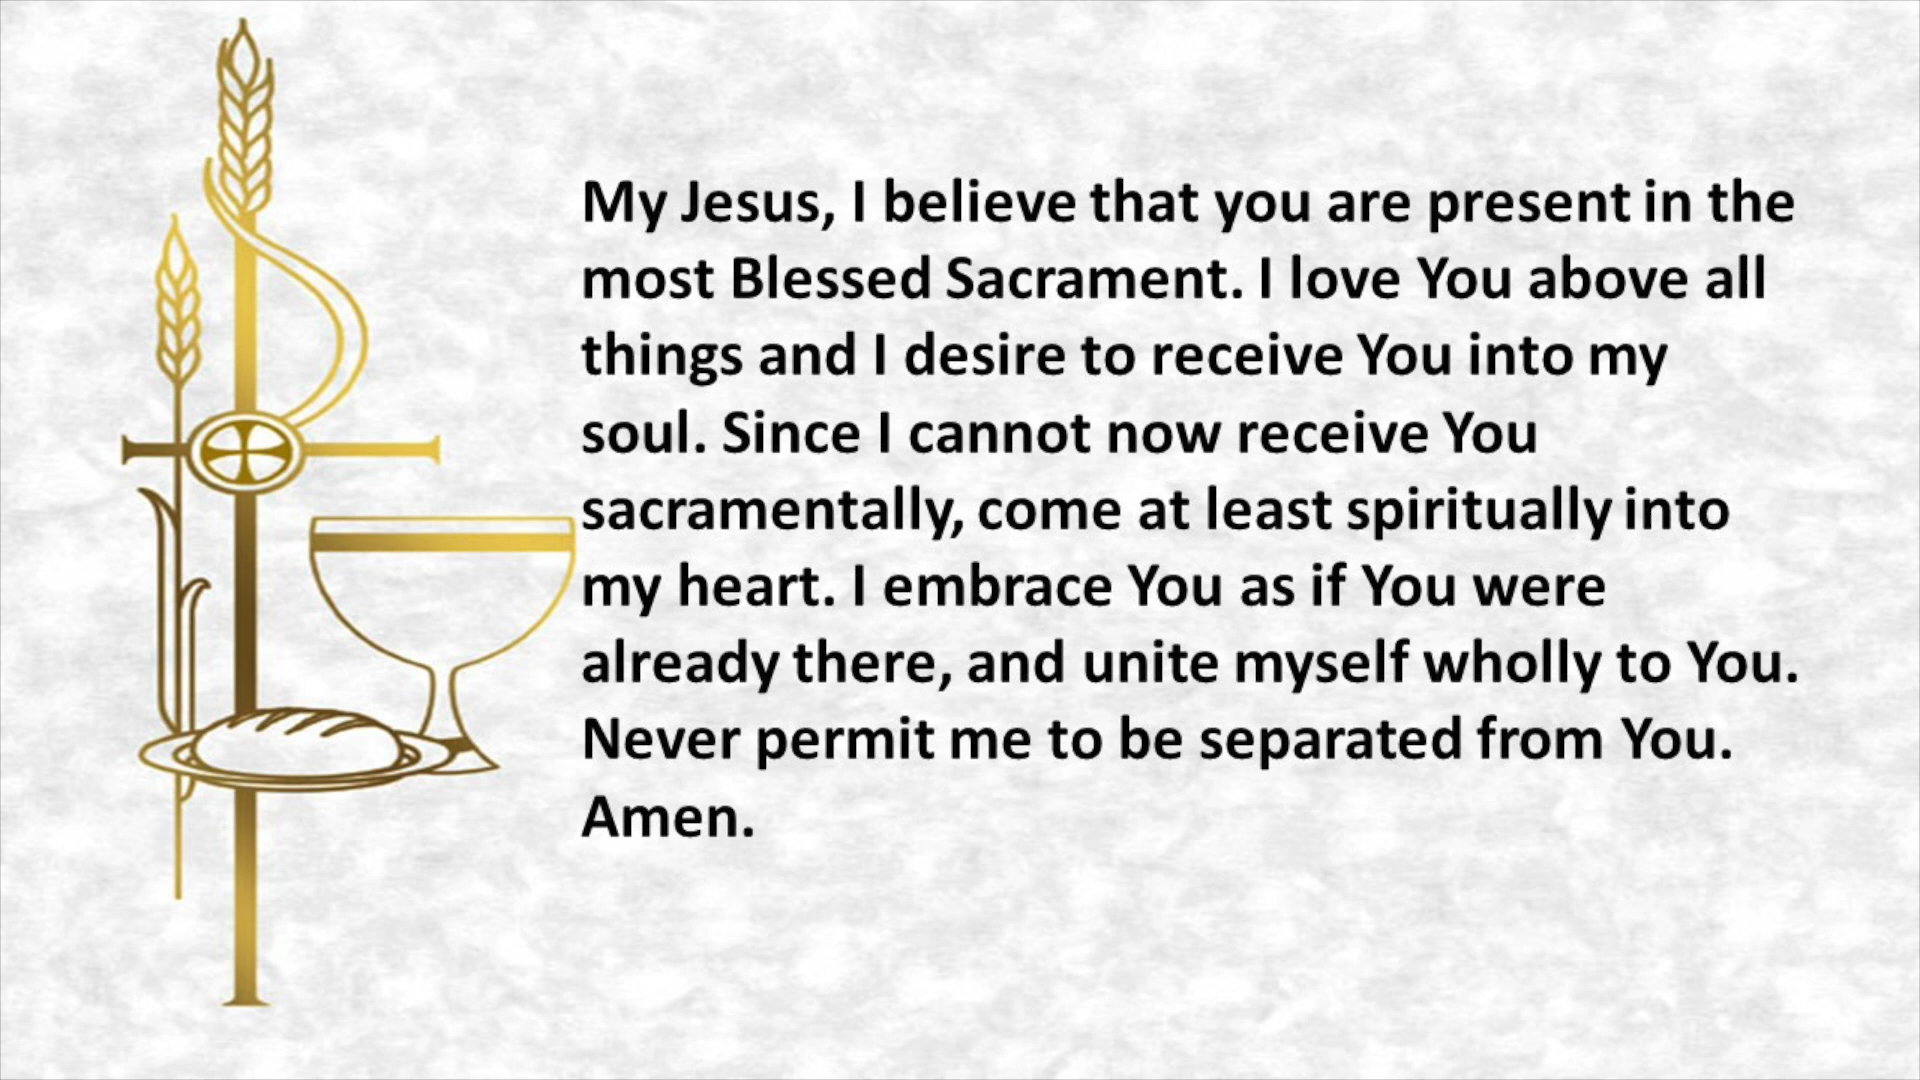 My Jesus, I believe that you are present in the
most Blessed Sacrament. I love You above all
things and I desire to receive You into my
soul. Since I cannot now receive You
sacramentally, come at least spiritually into
my heart. I embrace You as if You were
already there, and unite myself wholly to You.
Never permit me to be separated from You.
Amen.